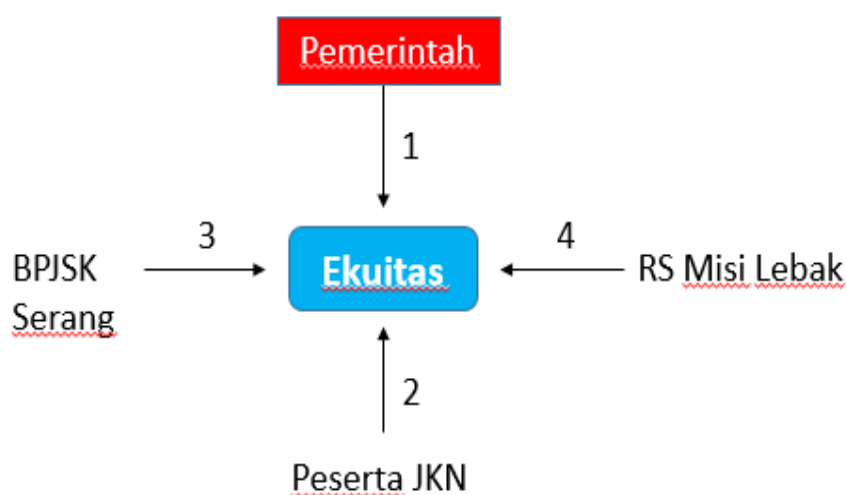 Pemerintah
1
3
4
BPJSK
Serang
Ekuitas
RS Misi Lebak
2
Peserta JKN